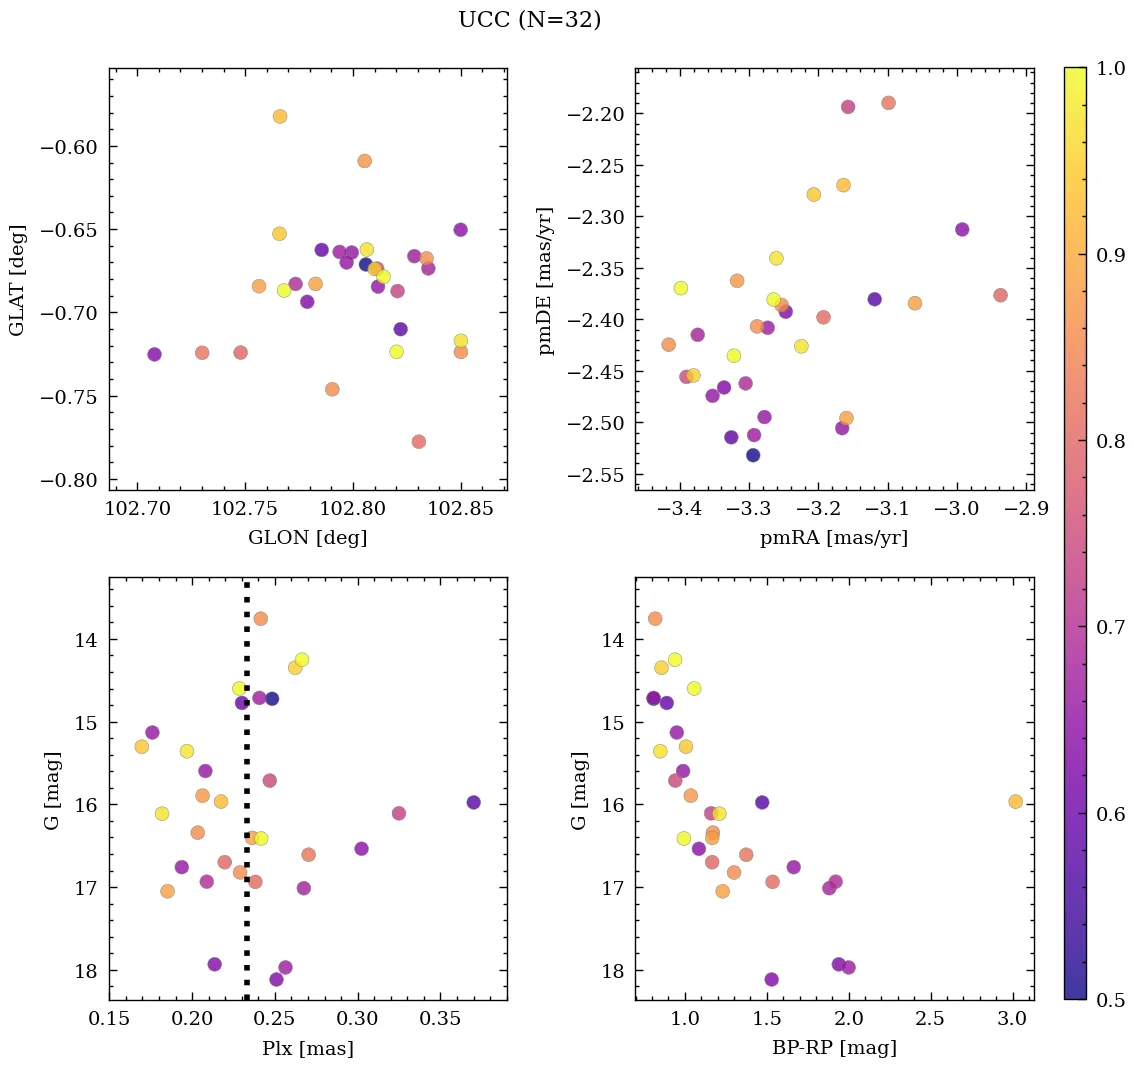 UCC (N=32)
−0.60
−0.65
−0.70
−0.75
−0.80
GLAT [deg]
102.70 102.75 102.80 102.85
GLON [deg]
−2.20
−2.25
−2.30
−2.35
−2.40
−2.45
−2.50
−2.55
pmDE [mas/yr]
−3.4 −3.3 −3.2 −3.1 −3.0 −2.9
pmRA [mas/yr]
14
15
16
17
18
G [mag]
0.15 0.20 0.25 0.30 0.35
Plx [mas]
14
15
16
17
18
G [mag]
1.0 1.5 2.0 2.5 3.0
BP-RP [mag]
1.0
0.9
0.8
0.7
0.6
0.5